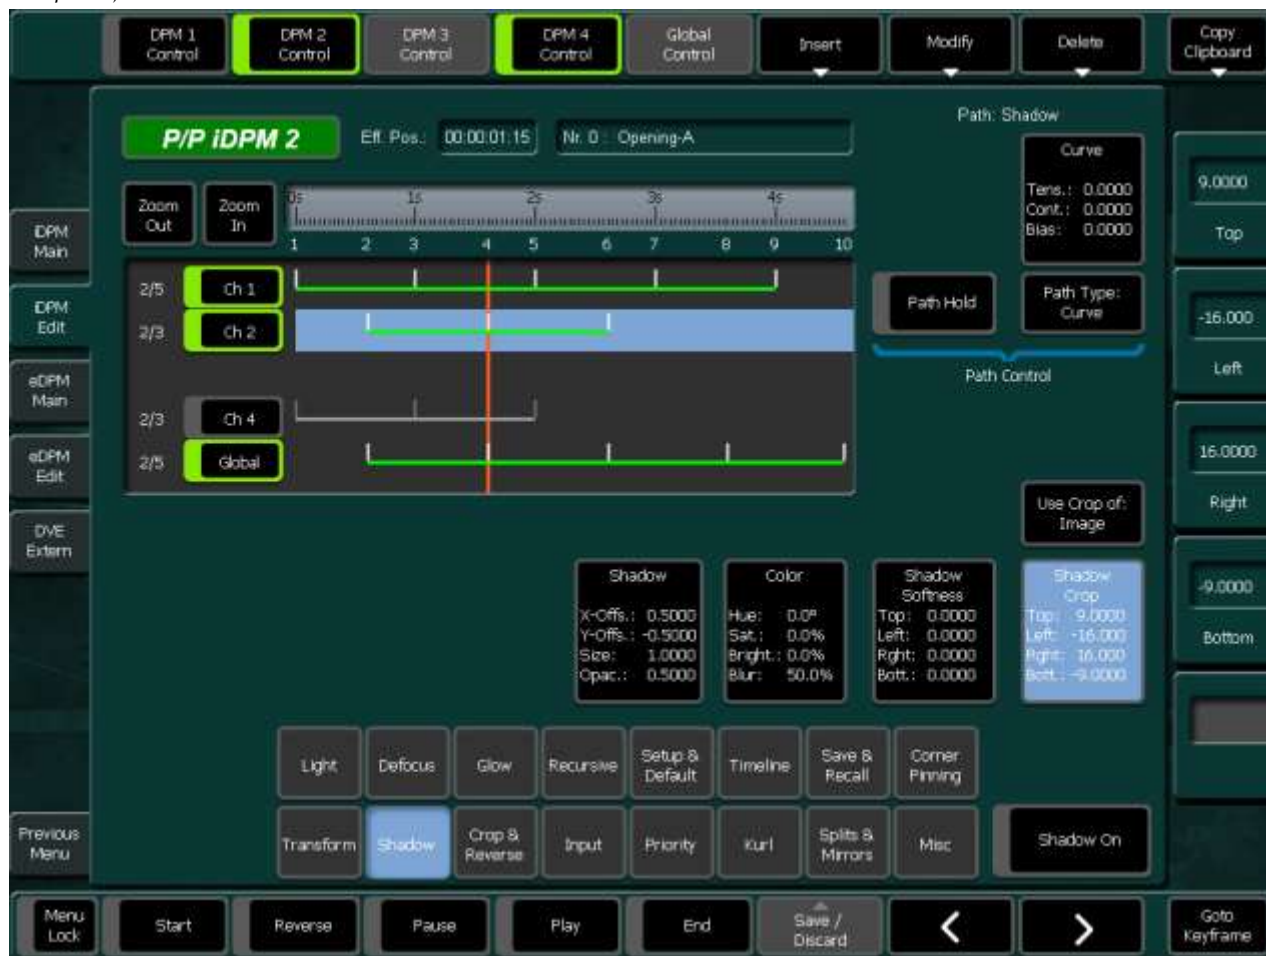 DPM 1 Control
DPM 2 Control
DPM 3 Control
DPM 4 Control
Global Control
Insert
Modify
Delete
Copy Clipboard
P/P iDPM 2
Eff. Pos.: 00:00:01:15
Nr. 0 : Opening-A
Path: Shadow
Curve
Tens.: 0.0000
Cont.: 0.0000
Bias: 0.0000
9.0000
Top
Zoom Out
Zoom In
0s 1s 2s 3s 4s
1 2 3 4 5 6 7 8 9 10
iDPM Main
iDPM Edit
eDPM Main
eDPM Edit
DVE Extern
2/5 Ch 1
2/3 Ch 2
2/3 Ch 4
2/5 Global
Path Hold
Path Type: Curve
Path Control
-16.000
Left
16.0000
Right
Use Crop of: Image
-9.0000
Bottom
Shadow
X-Offs.: 0.5000
Y-Offs.: -0.5000
Size: 1.0000
Opac.: 0.5000
Color
Hue: 0.0°
Sat.: 0.0%
Bright.: 0.0%
Blur: 50.0%
Shadow Softness
Top: 0.0000
Left: 0.0000
Rght: 0.0000
Bott.: 0.0000
Shadow Crop
Top: 9.0000
Left: -16.000
Rght: 16.000
Bott.: -9.0000
Light
Defocus
Glow
Recursive
Setup & Default
Timeline
Save & Recall
Corner Pinning
Previous Menu
Transform
Shadow
Crop & Reverse
Input
Priority
Kurl
Splits & Mirrors
Misc
Shadow On
Menu Lock
Start
Reverse
Pause
Play
End
Save / Discard
<
>
Goto Keyframe